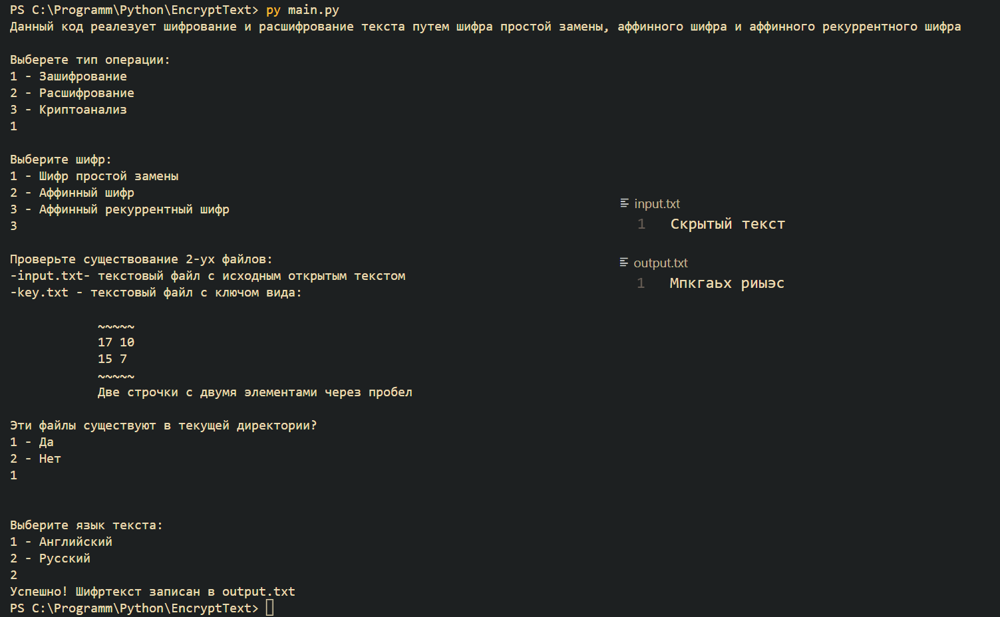 PS C:\Programm\Python\EncryptText> py main.py
Данный код реалезует шифрование и расшифрование текста путем шифра простой замены, аффинного шифра и аффинного рекуррентного шифра
Выберете тип операции:
1 - Зашифрование
2 - Расшифрование
3 - Криптоанализ
1
Выберите шифр:
1 - Шифр простой замены
2 - Аффинный шифр
3 - Аффинный рекуррентный шифр
3
Проверьте существование 2-ух файлов:
-input.txt- текстовый файл с исходным открытым текстом
-key.txt - текстовый файл с ключом вида:
~~~~~
17 10
15 7
~~~~~
Две строчки с двумя элементами через пробел
Эти файлы существуют в текущей директории?
1 - Да
2 - Нет
1
Выберите язык текста:
1 - Английский
2 - Русский
2
Успешно! Шифртекст записан в output.txt
PS C:\Programm\Python\EncryptText>
input.txt
1 Скрытый текст
output.txt
1 Мпкгаьх риыэс